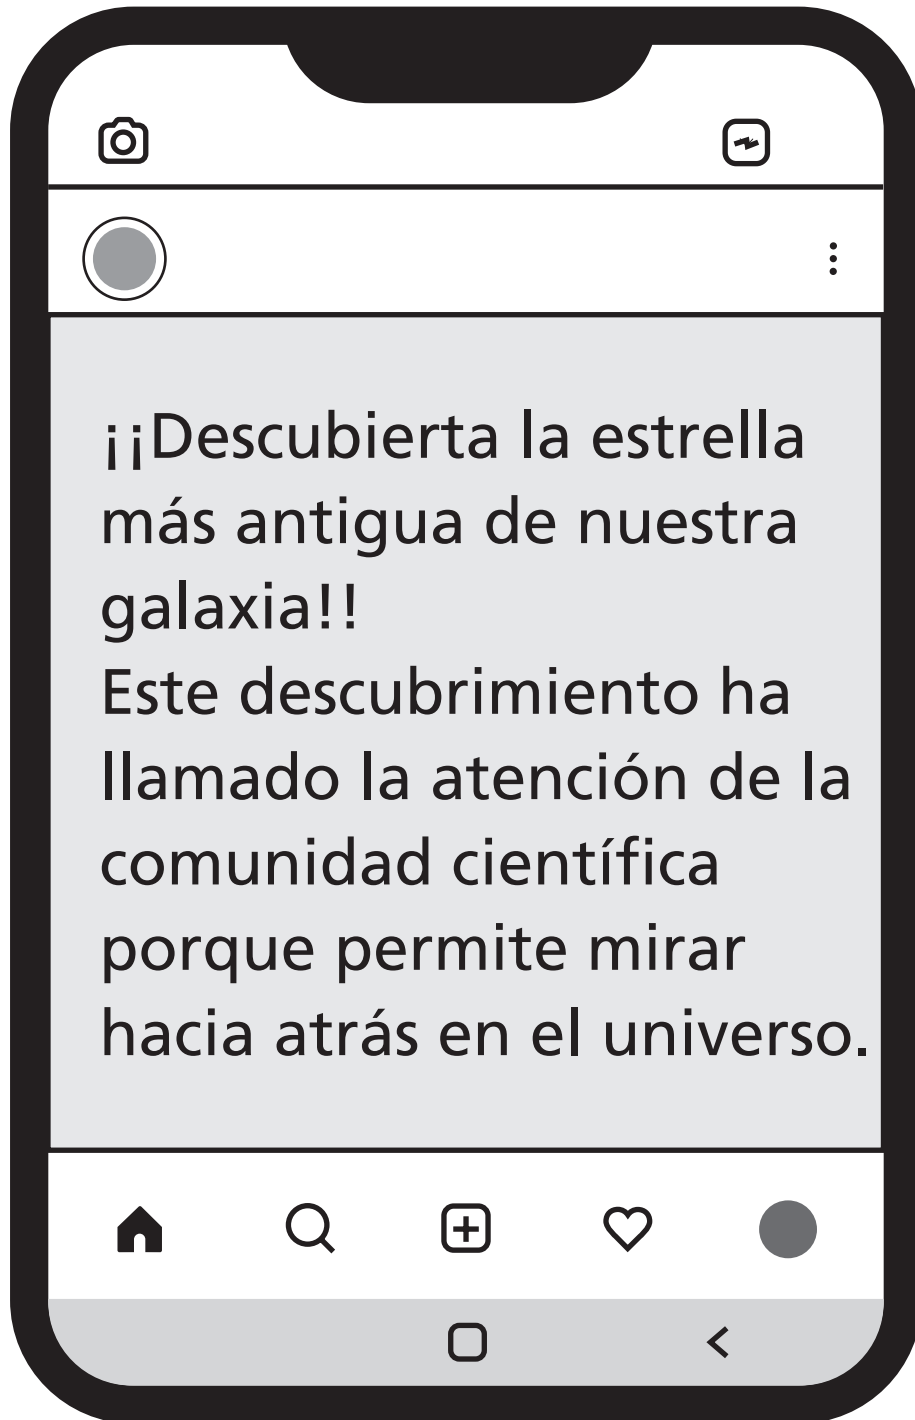 ¡¡Descubierta la estrella
más antigua de nuestra
galaxia!!
Este descubrimiento ha
llamado la atención de la
comunidad científica
porque permite mirar
hacia atrás en el universo.